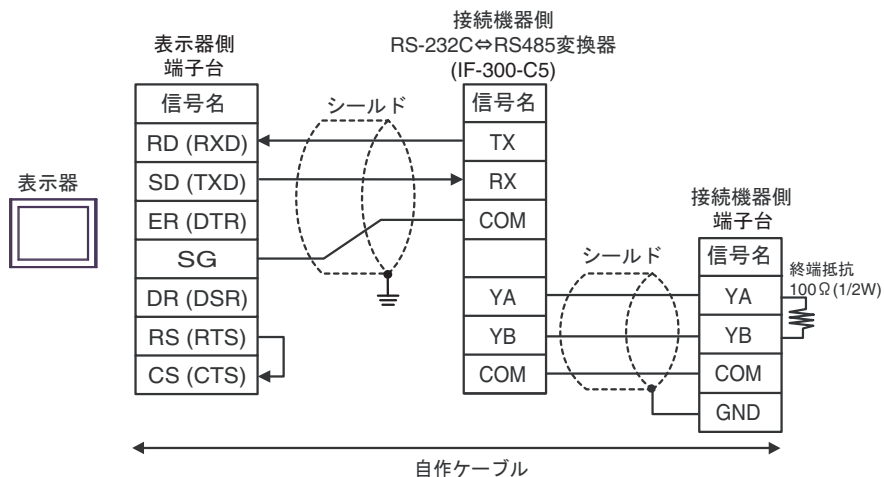 接続機器側
RS-232C⇔RS485変換器
(IF-300-C5)
表示器側
端子台
信号名
RD (RXD)
SD (TXD)
ER (DTR)
SG
DR (DSR)
RS (RTS)
CS (CTS)
表示器
シールド
信号名
TX
RX
COM
YA
YB
COM
シールド
接続機器側
端子台
信号名
YA
YB
COM
GND
終端抵抗
100Ω(1/2W)
自作ケーブル